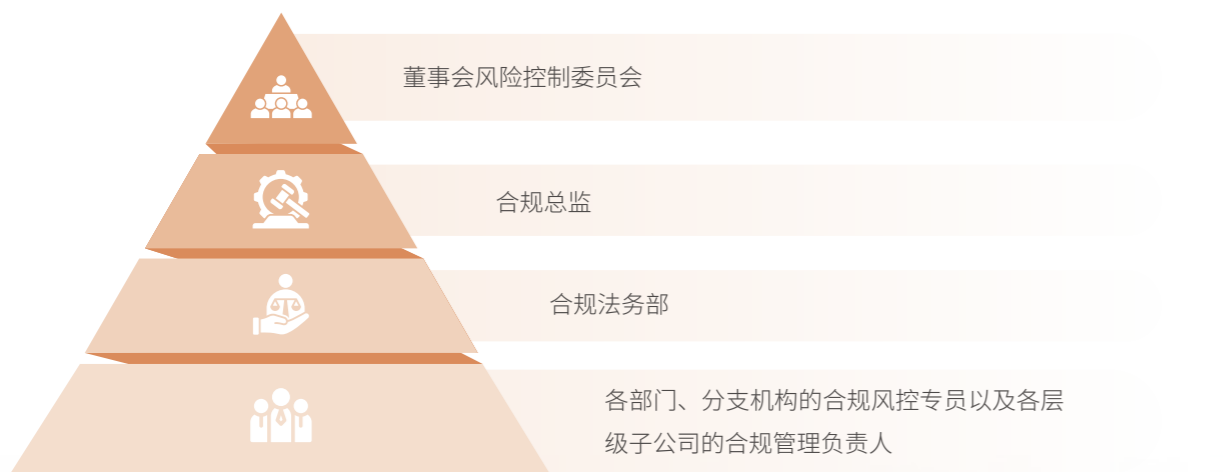 董事会风险控制委员会
合规总监
合规法务部
各部门、分支机构的合规风控专员以及各层
级子公司的合规管理负责人